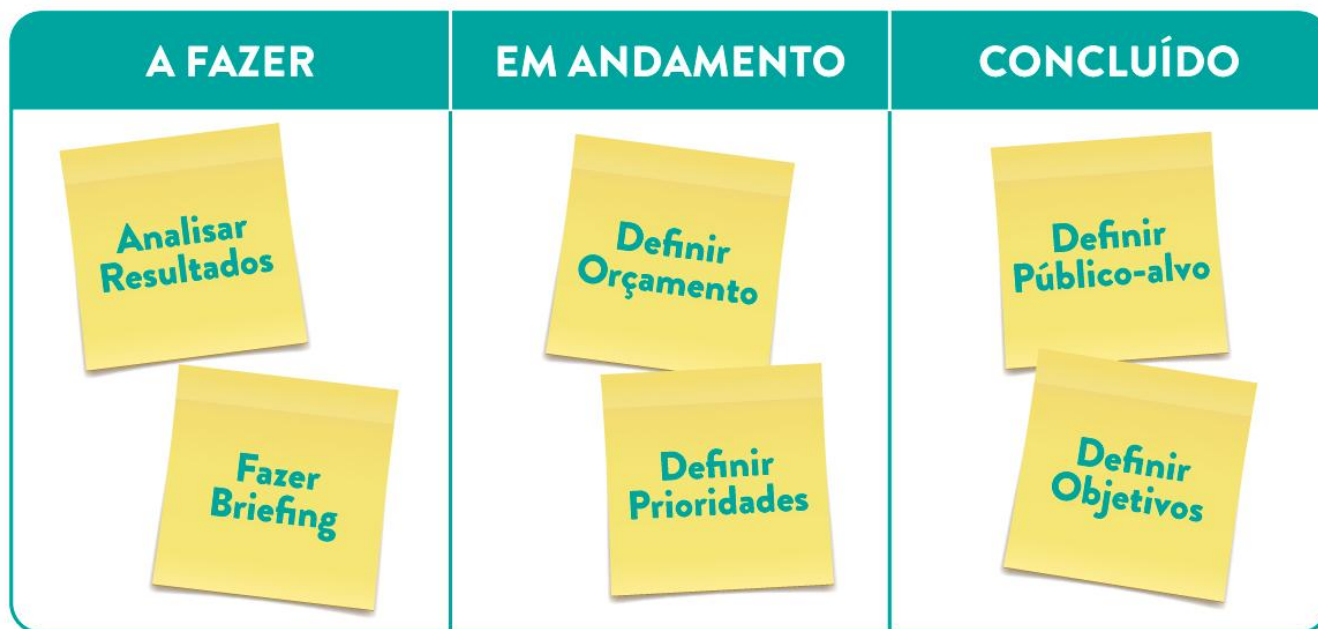 A FAZER
EM ANDAMENTO
CONCLUÍDO
Analisar
Resultados
Fazer
Briefing
Definir
Orçamento
Definir
Prioridades
Definir
Público-alvo
Definir
Objetivos